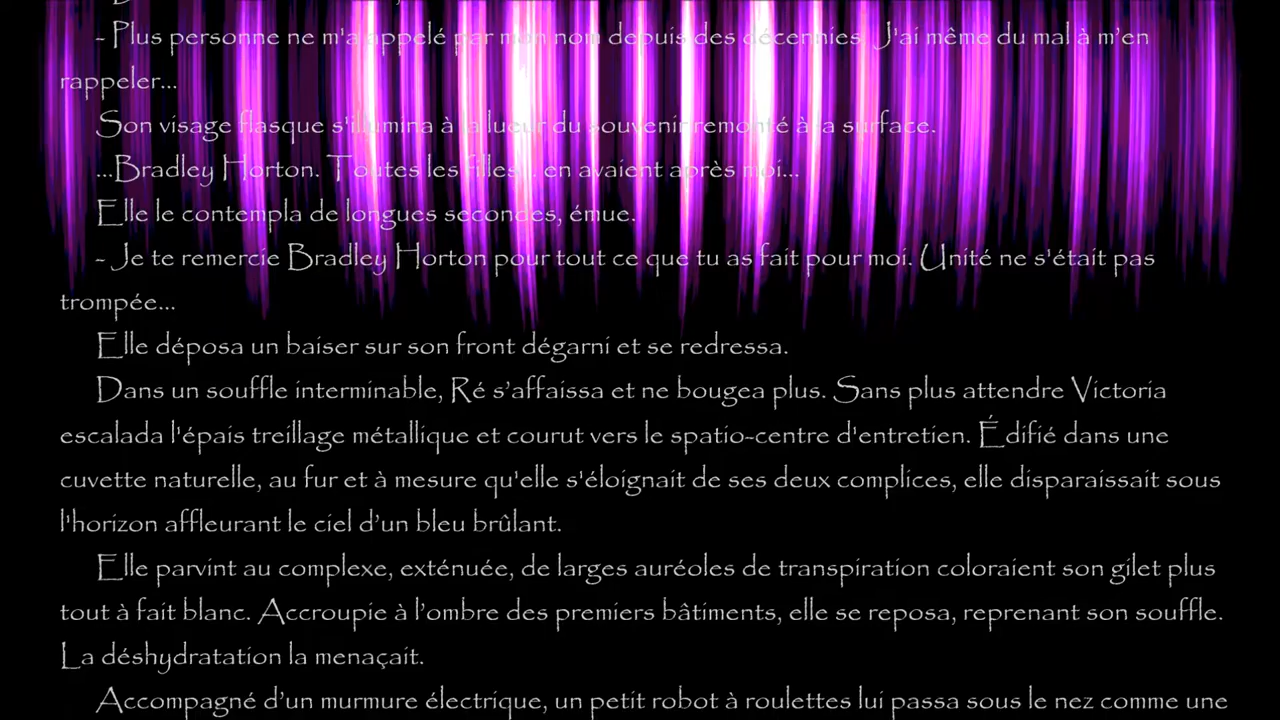 - Plus personne ne m'a appelé par mon nom depuis des décennies. J'ai même du mal à m’en
rappeler...
Son visage flasque s'illumina à la lueur du souvenir remonté à la surface.
...Bradley Horton. Toutes les filles... en avaient après moi...
Elle le contempla de longues secondes, émue.
- Je te remercie Bradley Horton pour tout ce que tu as fait pour moi. Unité ne s'était pas
trompée...
Elle déposa un baiser sur son front dégarni et se redressa.
Dans un souffle interminable, Ré s’affaissa et ne bougea plus. Sans plus attendre Victoria
escalada l'épais treillage métallique et courut vers le spatio-centre d'entretien. Édifié dans une
cuvette naturelle, au fur et à mesure qu'elle s'éloignait de ses deux complices, elle disparaissait sous
l'horizon affleurant le ciel d’un bleu brûlant.
Elle parvint au complexe, exténuée, de larges auréoles de transpiration coloraient son gilet plus
tout à fait blanc. Accroupie à l’ombre des premiers bâtiments, elle se reposa, reprenant son souffle.
La déshydratation la menaçait.
Accompagné d’un murmure électrique, un petit robot à roulettes lui passa sous le nez comme une